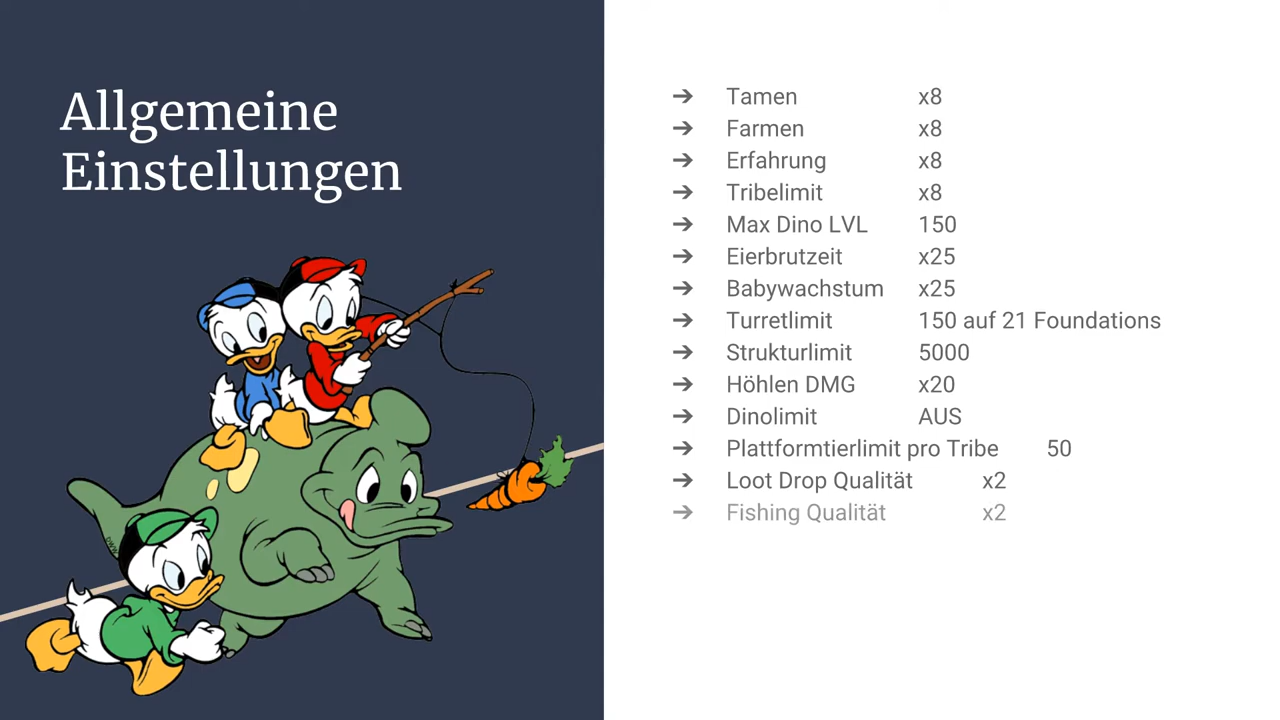 Allgemeine
Einstellungen
➔ Tamen x8
➔ Farmen x8
➔ Erfahrung x8
➔ Tribelimit x8
➔ Max Dino LVL 150
➔ Eierbrutzeit x25
➔ Babywachstum x25
➔ Turretlimit 150 auf 21 Foundations
➔ Strukturlimit 5000
➔ Höhlen DMG x20
➔ Dinolimit AUS
➔ Plattformtierlimit pro Tribe 50
➔ Loot Drop Qualität x2
➔ Fishing Qualität x2